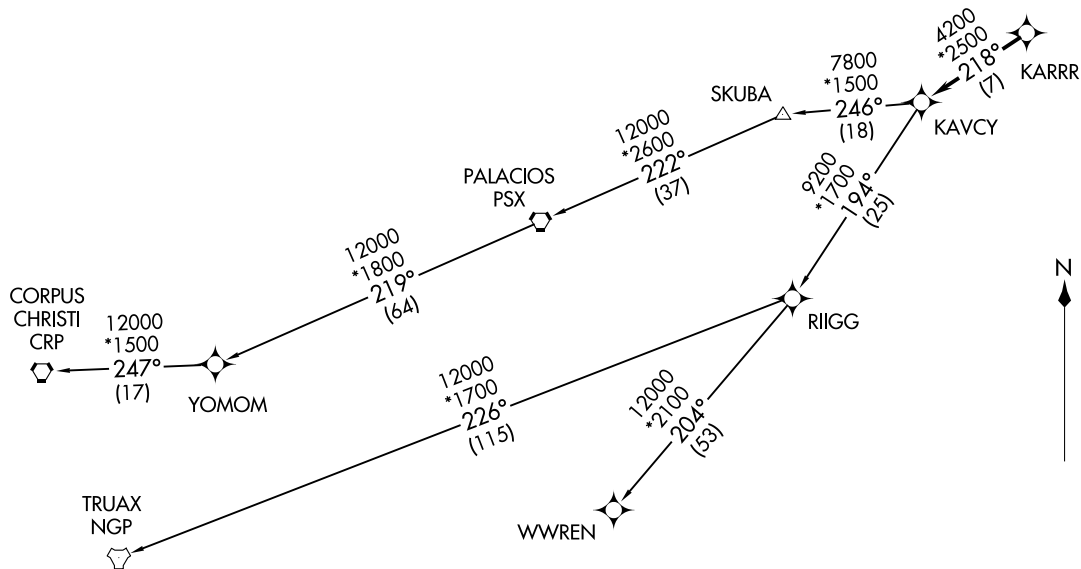 4200
*2500
218°
(7)
KARRR
7800
*1500
246°
(18)
SKUBA
KAVCY
12000
*2600
222°
(37)
PALACIOS
PSX
9200
*1700
194°
(25)
12000
*1800
219°
(64)
N
CORPUS
CHRISTI
CRP
12000
*1500
247°
(17)
YOMOM
RIIGG
12000
*1700
226°
(115)
12000
*2100
204°
(53)
TRUAX
NGP
WWREN